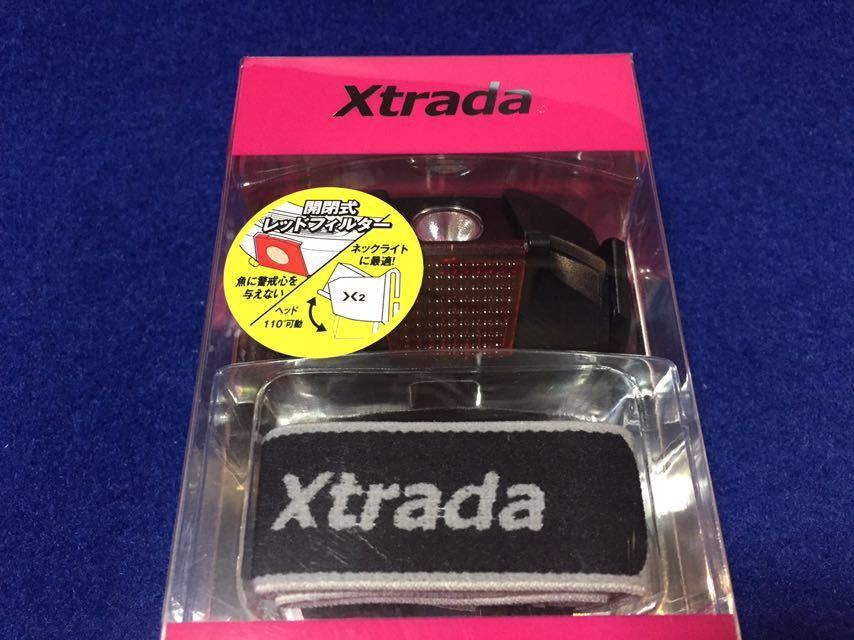 Xtrada
開閉式
レッドフィルター
ネックライト
に最適!
魚に警戒心を
与えない
X2
ヘッド
110°可動
Xtrada